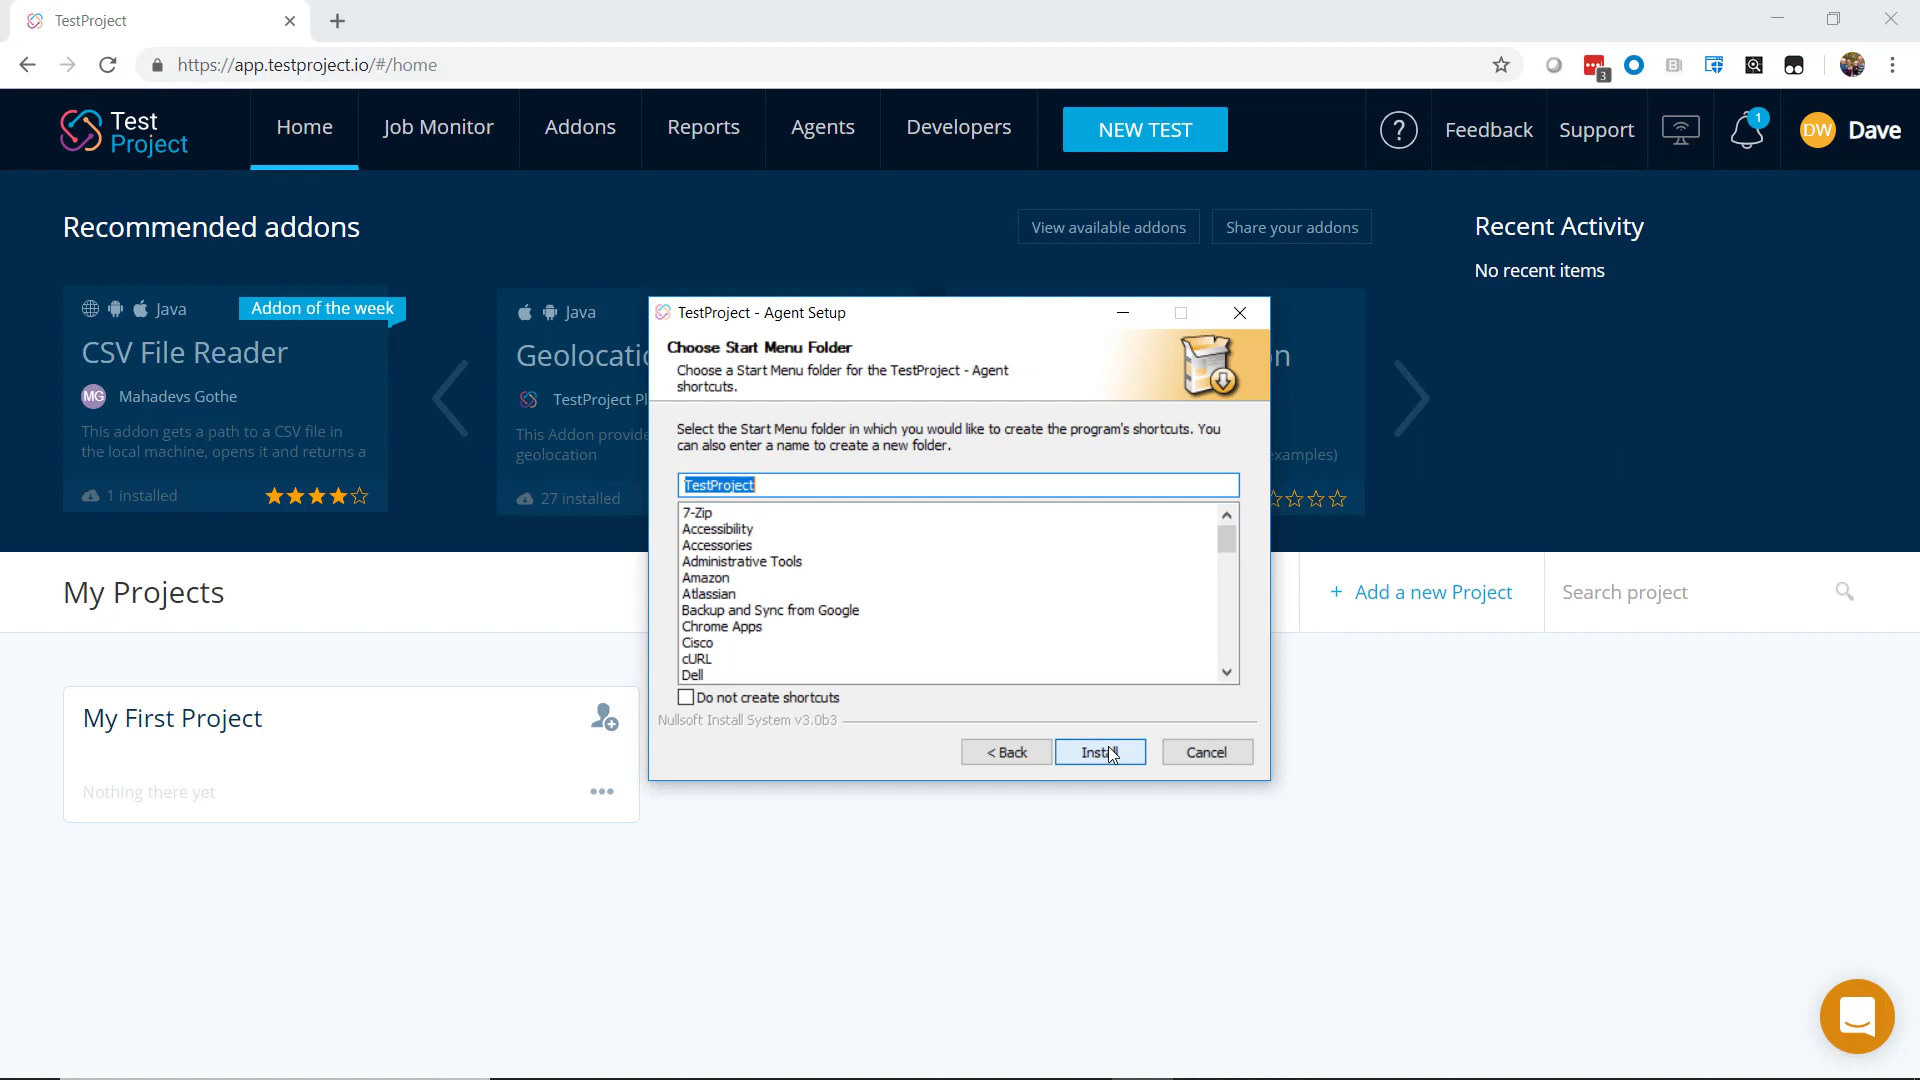 TestProject
https://app.testproject.io/#/home
3
Test
Project
Home
Job Monitor
Addons
Reports
Agents
Developers
NEW TEST
?
Feedback
Support
1
DW
Dave
Recommended addons
View available addons
Share your addons
Recent Activity
No recent items
Java
Addon of the week
CSV File Reader
MG
Mahadevs Gothe
This addon gets a path to a CSV file in
the local machine, opens it and returns a
1 installed
Java
Geolocatio
TestProject Pl
This Addon provide
geolocation
27 installed
n
examples)
TestProject - Agent Setup
Choose Start Menu Folder
Choose a Start Menu folder for the TestProject - Agent
shortcuts.
Select the Start Menu folder in which you would like to create the program's shortcuts. You
can also enter a name to create a new folder.
TestProject
7-Zip
Accessibility
Accessories
Administrative Tools
Amazon
Atlassian
Backup and Sync from Google
Chrome Apps
Cisco
cURL
Dell
Do not create shortcuts
Nullsoft Install System v3.0b3
< Back
Install
Cancel
My Projects
+ Add a new Project
Search project
My First Project
Nothing there yet